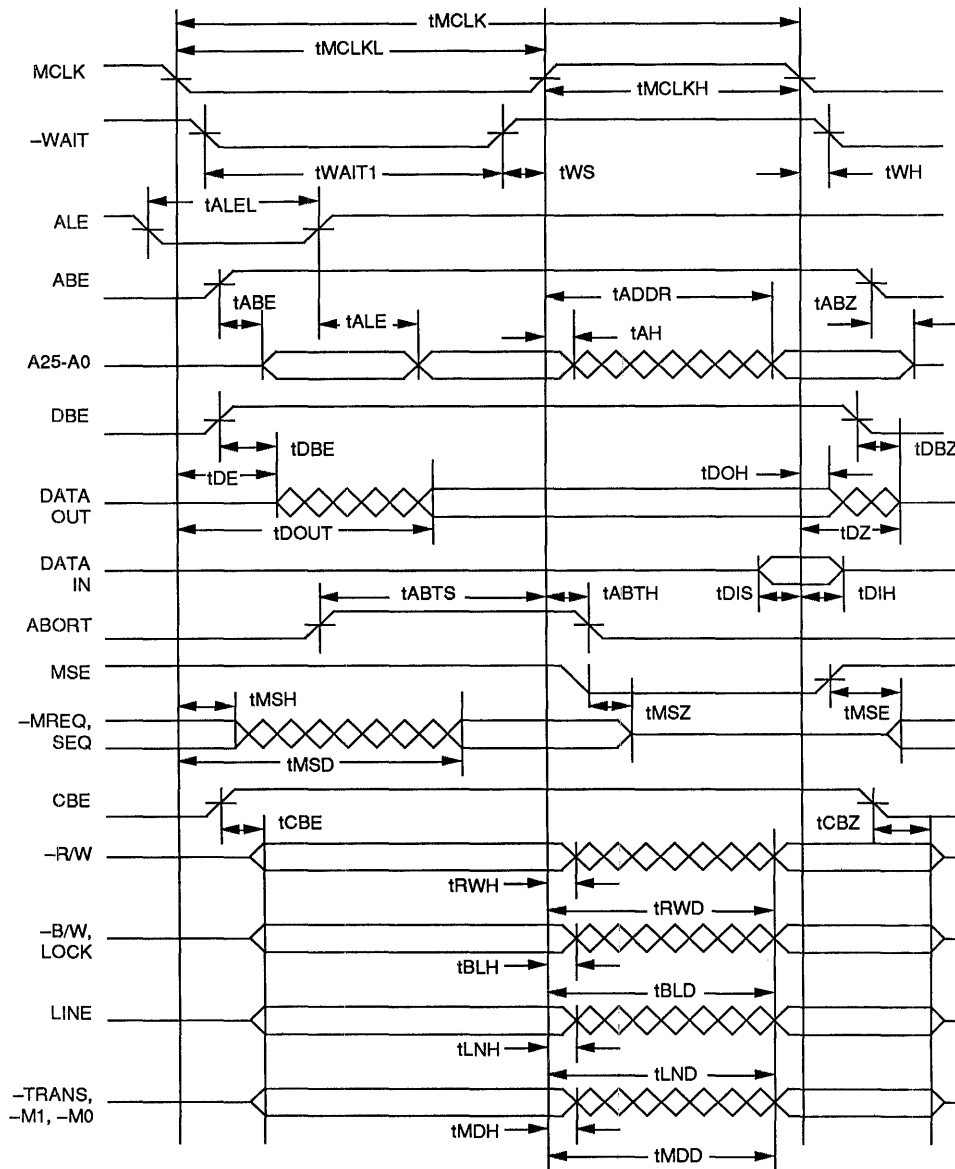 tMCLK
tMCLKL
MCLK
tMCLKH
–WAIT
tWAIT1
tWS
tWH
tALEL
ALE
ABE
tABE
tADDR
tABZ
tALE
tAH
A25-A0
DBE
tDBE
tDBZ
tDE
tDOH
DATA
OUT
tDOUT
tDZ
DATA
IN
tABTS
tABTH
tDIS
tDIH
ABORT
MSE
tMSH
tMSZ
tMSE
–MREQ,
SEQ
tMSD
CBE
tCBE
tCBZ
–R/W
tRWH
tRWD
–B/W,
LOCK
tBLH
tBLD
LINE
tLNH
tLND
–TRANS,
–M1, –M0
tMDH
tMDD